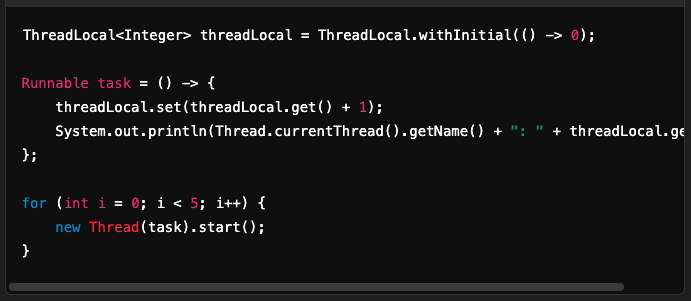 ThreadLocal<Integer> threadLocal = ThreadLocal.withInitial(() -> 0);
Runnable task = () -> {
    threadLocal.set(threadLocal.get() + 1);
    System.out.println(Thread.currentThread().getName() + ": " + threadLocal.ge
};
for (int i = 0; i < 5; i++) {
    new Thread(task).start();
}